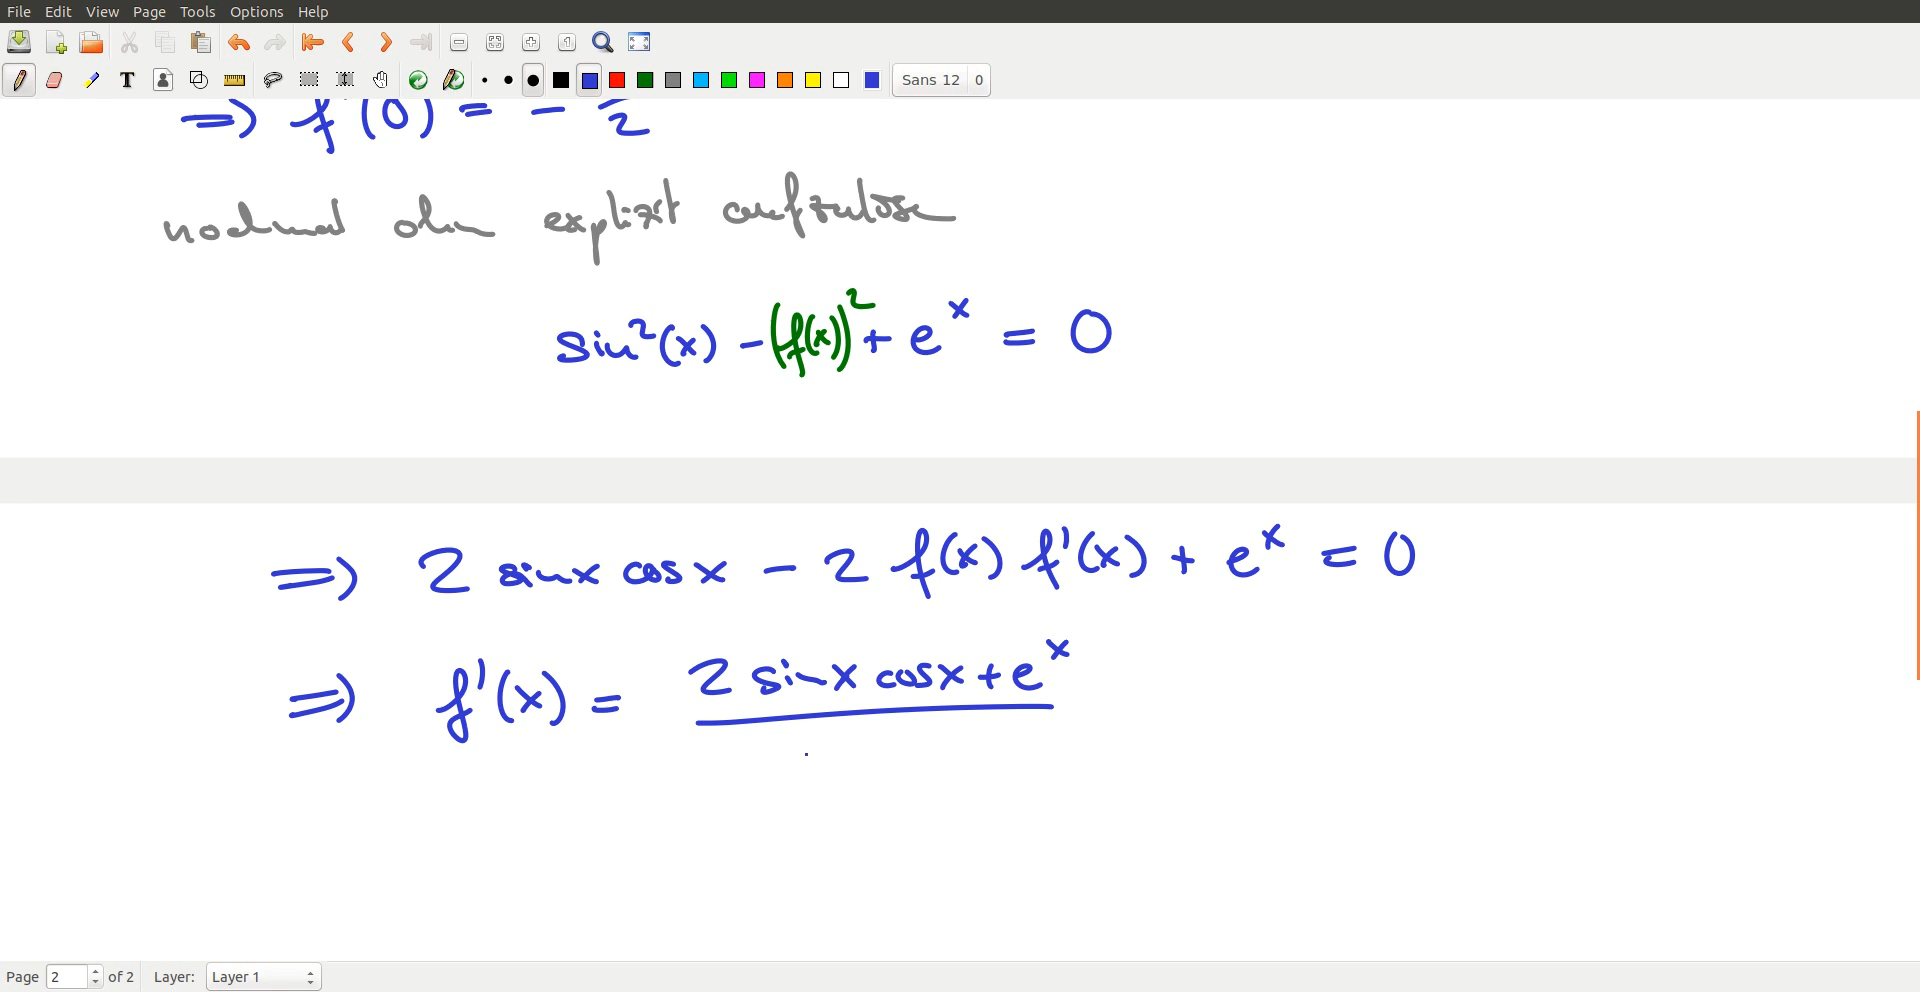 File Edit View Page Tools Options Help
Sans 12 0
=> f'(0) = - /2
nochmal ohne explizit aufzulösen
sin²(x) - (f(x))² + eˣ = 0
=> 2 sin x cos x - 2 f(x) f'(x) + eˣ = 0
=> f'(x) = 2 sin x cos x + eˣ
Page 2 of 2 Layer: Layer 1